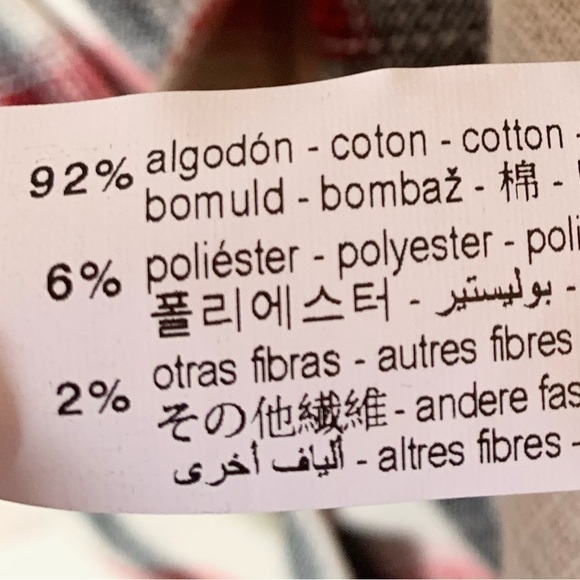 92% algodón - coton - cotton -
bomuld - bombaž - 棉 -
6% poliéster - polyester - poli
폴리에스터 - بوليستير -
2% otras fibras - autres fibres
その他繊維 - andere fas
ألياف أخرى - altres fibres -